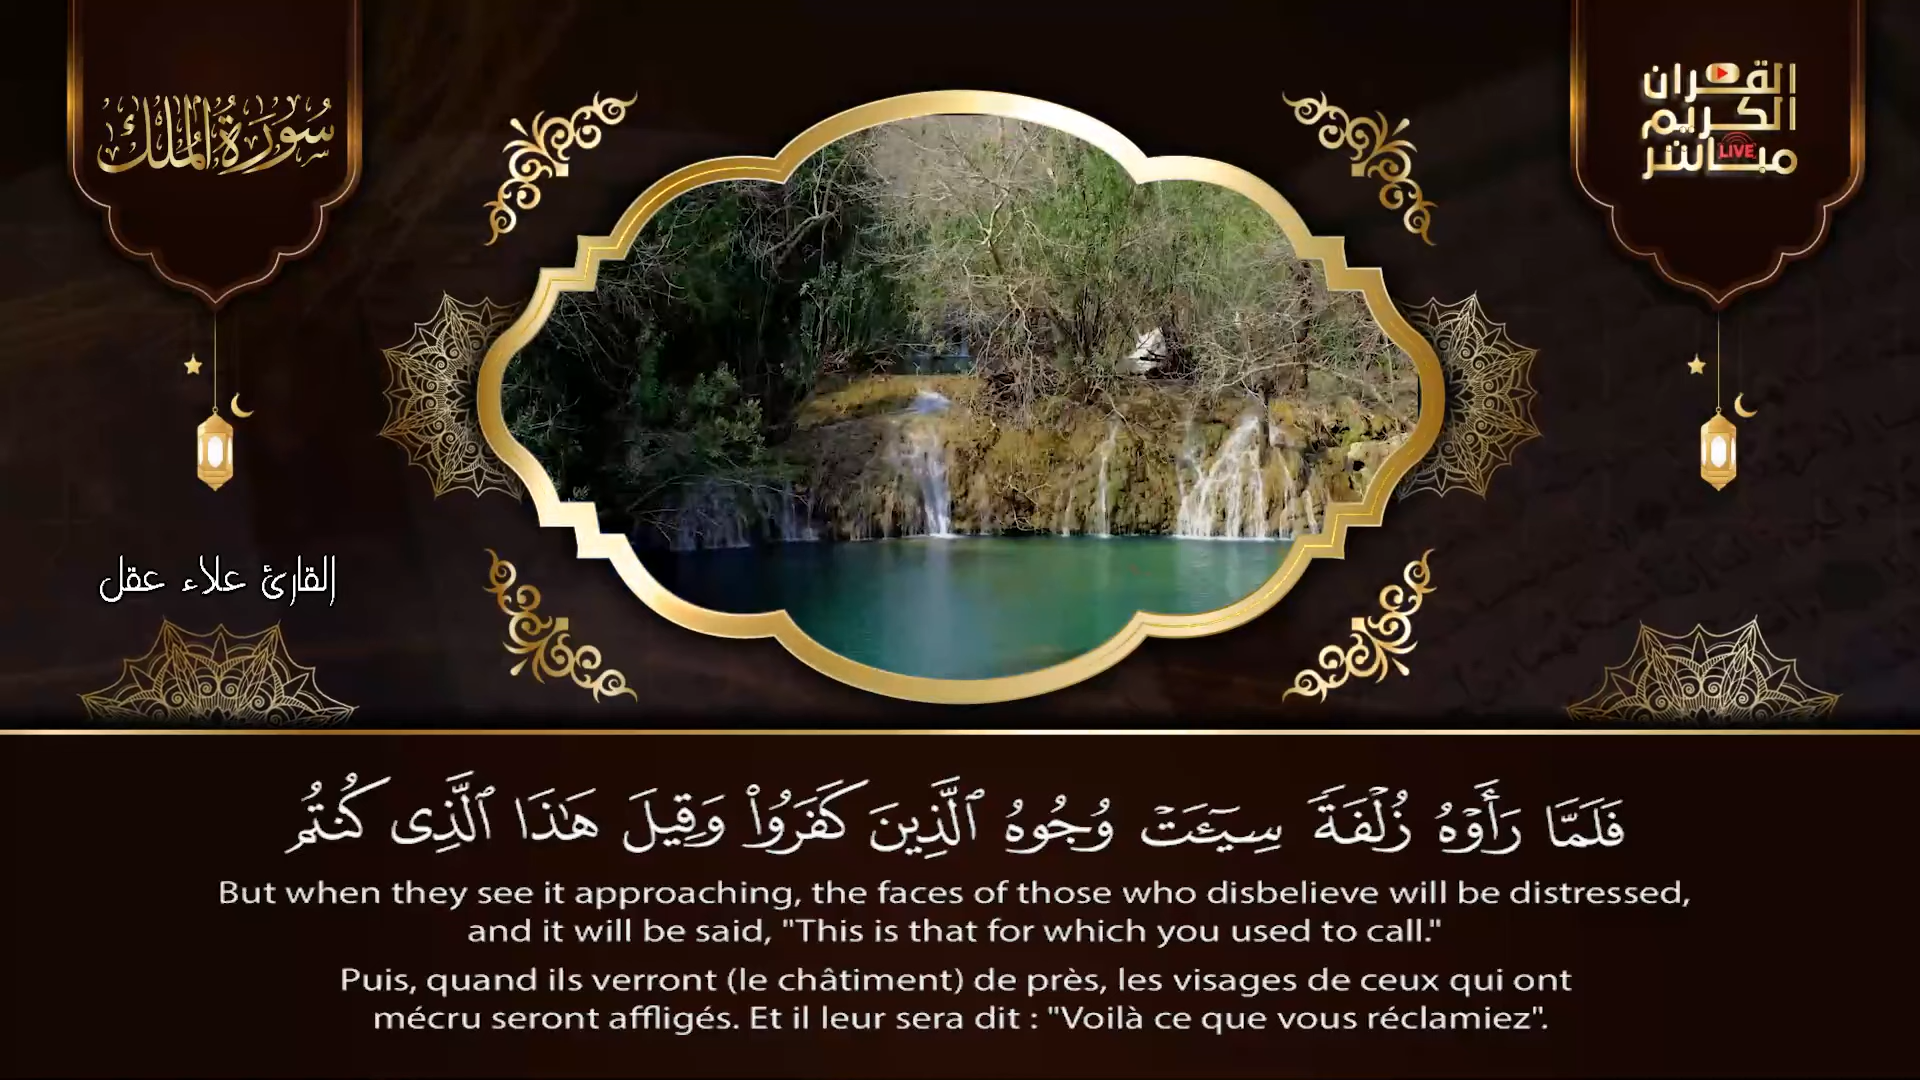 سُورَةُ المُلك
القرآن
الكريم
مباشر
LIVE
القارئ علاء عقل
فَلَمَّا رَأَوۡهُ زُلۡفَةٗ سِيٓـَٔتۡ وُجُوهُ ٱلَّذِينَ كَفَرُواْ وَقِيلَ هَٰذَا ٱلَّذِى كُنتُم
But when they see it approaching, the faces of those who disbelieve will be distressed,
and it will be said, "This is that for which you used to call."
Puis, quand ils verront (le châtiment) de près, les visages de ceux qui ont
mécru seront affligés. Et il leur sera dit : "Voilà ce que vous réclamiez".